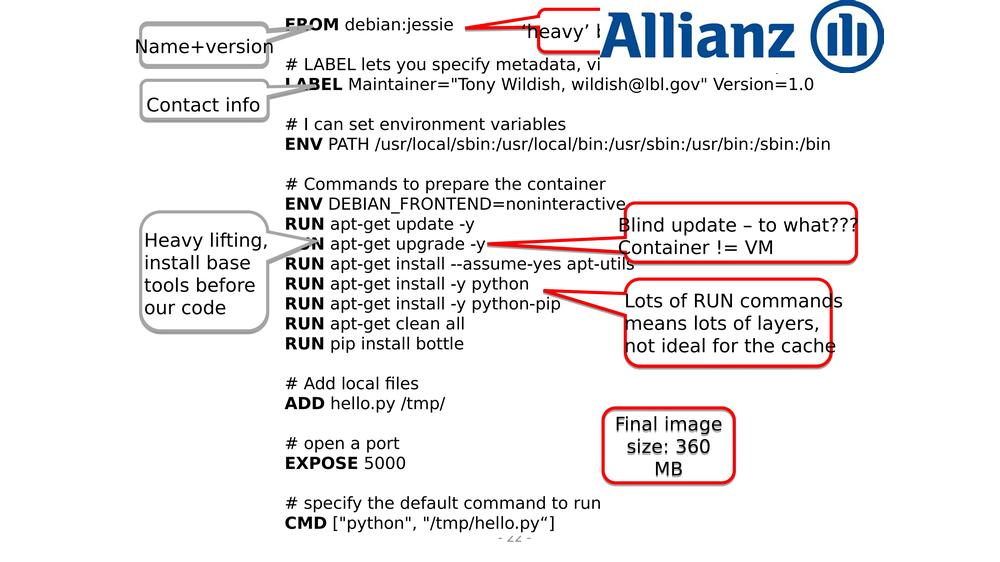 Name+version
FROM debian:jessie
'heavy'
Allianz
# LABEL lets you specify metadata, vi
LABEL Maintainer="Tony Wildish, wildish@lbl.gov" Version=1.0
Contact info
# I can set environment variables
ENV PATH /usr/local/sbin:/usr/local/bin:/usr/sbin:/usr/bin:/sbin:/bin
# Commands to prepare the container
ENV DEBIAN_FRONTEND=noninteractive
RUN apt-get update -y
RUN apt-get upgrade -y
RUN apt-get install --assume-yes apt-utils
RUN apt-get install -y python
RUN apt-get install -y python-pip
RUN apt-get clean all
RUN pip install bottle
Heavy lifting,
install base
tools before
our code
Blind update – to what???
Container != VM
Lots of RUN commands
means lots of layers,
not ideal for the cache
# Add local files
ADD hello.py /tmp/
Final image
size: 360
MB
# open a port
EXPOSE 5000
# specify the default command to run
CMD ["python", "/tmp/hello.py“]
- 22 -